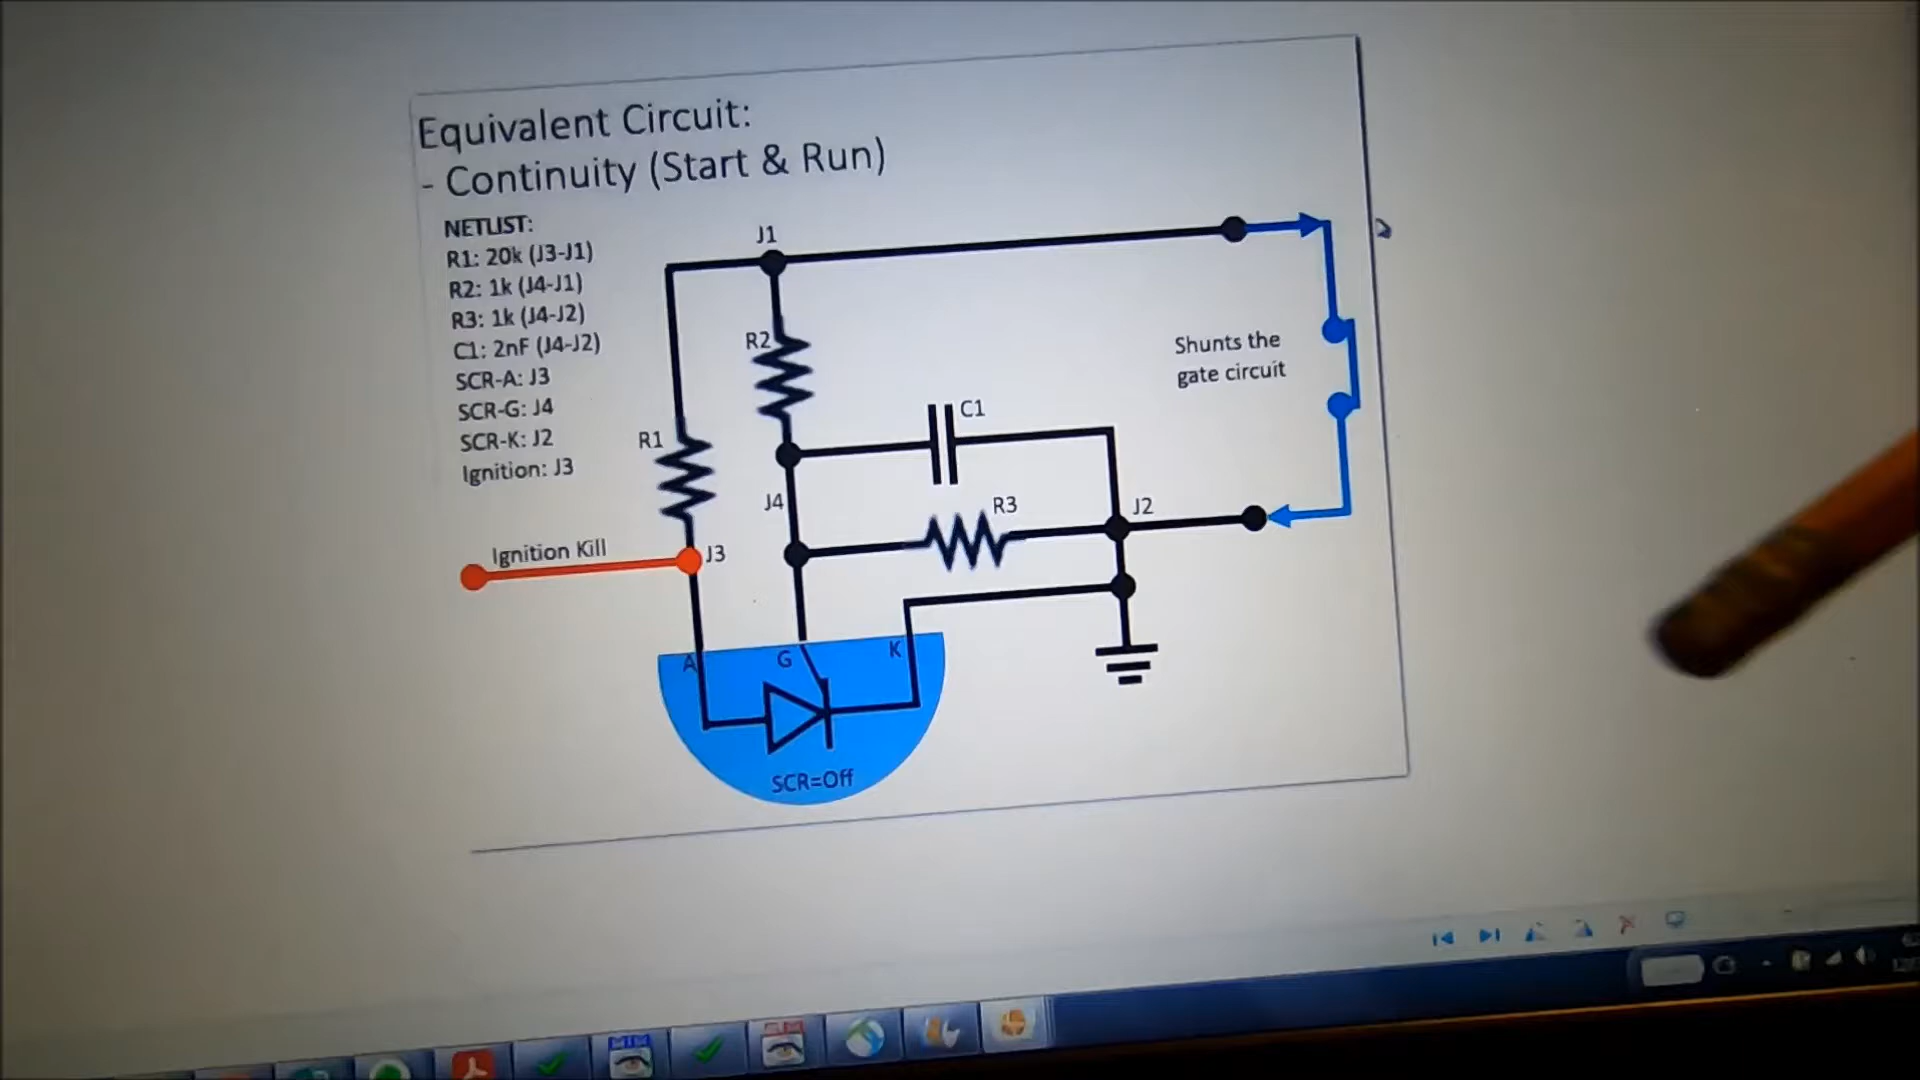 Equivalent Circuit:
- Continuity (Start & Run)
NETLIST:
R1: 20k (J3-J1)
R2: 1k (J4-J1)
R3: 1k (J4-J2)
C1: 2nF (J4-J2)
SCR-A: J3
SCR-G: J4
SCR-K: J2
Ignition: J3
J1
R2
Shunts the
gate circuit
C1
R1
J4
R3
J2
Ignition Kill
J3
A
G
K
SCR=Off